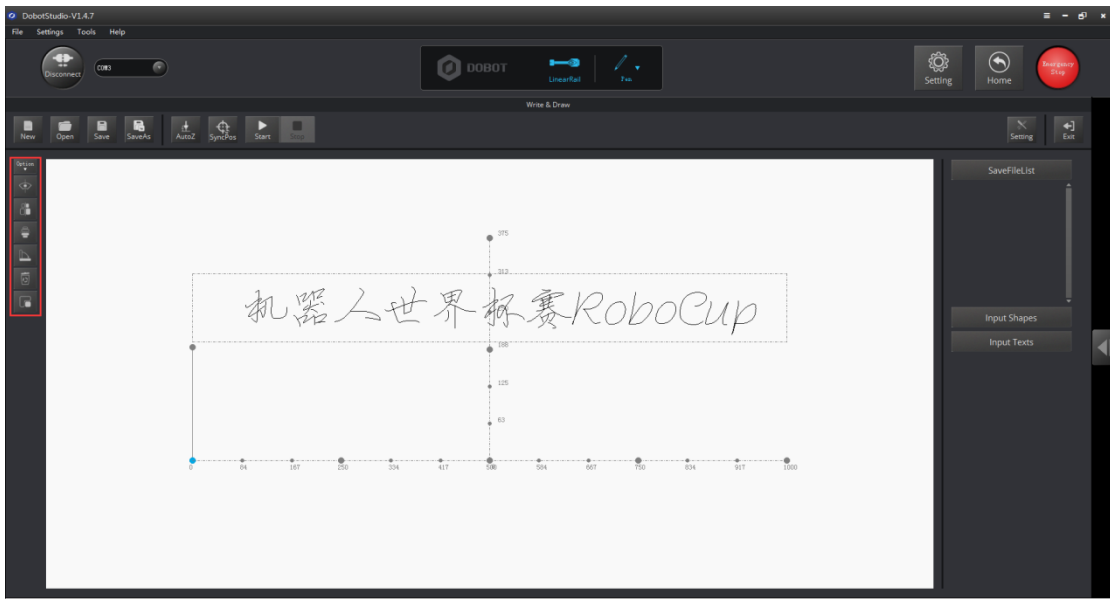 DobotStudio-V1.4.7
File Settings Tools Help
Disconnect
COM3
DOBOT
LinearRail
Pen
Setting
Home
Emergency
Stop
Write & Draw
New
Open
Save
SaveAs
AutoZ
SyncPos
Start
Stop
Setting
Exit
Option
SaveFileList
375
313
机器人世界杯赛RoboCup
188
125
63
0 84 167 250 334 417 500 584 667 750 834 917 1000
Input Shapes
Input Texts